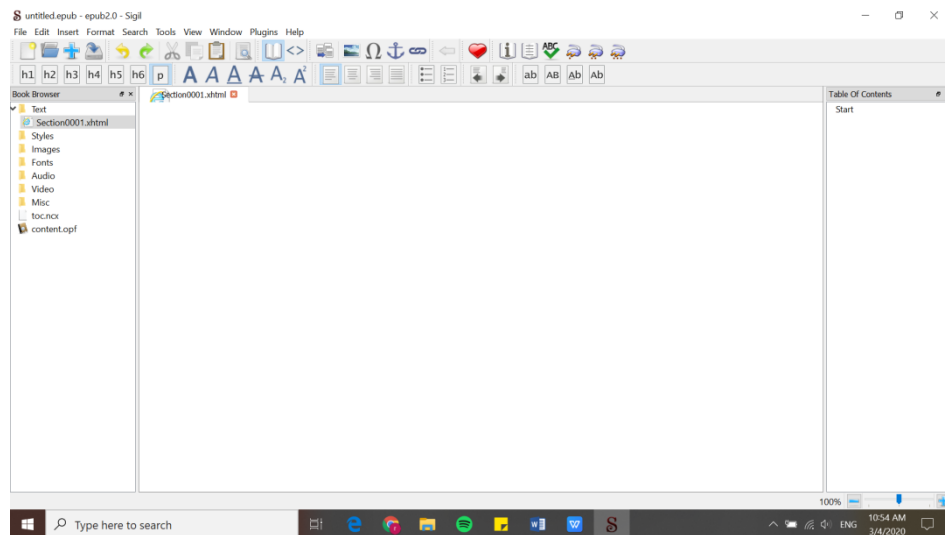 S untitled.epub - epub2.0 - Sigil
File Edit Insert Format Search Tools View Window Plugins Help
Ω ABC
h1 h2 h3 h4 h5 h6 p A A A A A₂ A² ab AB Ab Ab
Book Browser
Section0001.xhtml
Table Of Contents
Text
Section0001.xhtml
Styles
Images
Fonts
Audio
Video
Misc
toc.ncx
content.opf
Start
100%
Type here to search
S
ENG
10:54 AM
3/4/2020